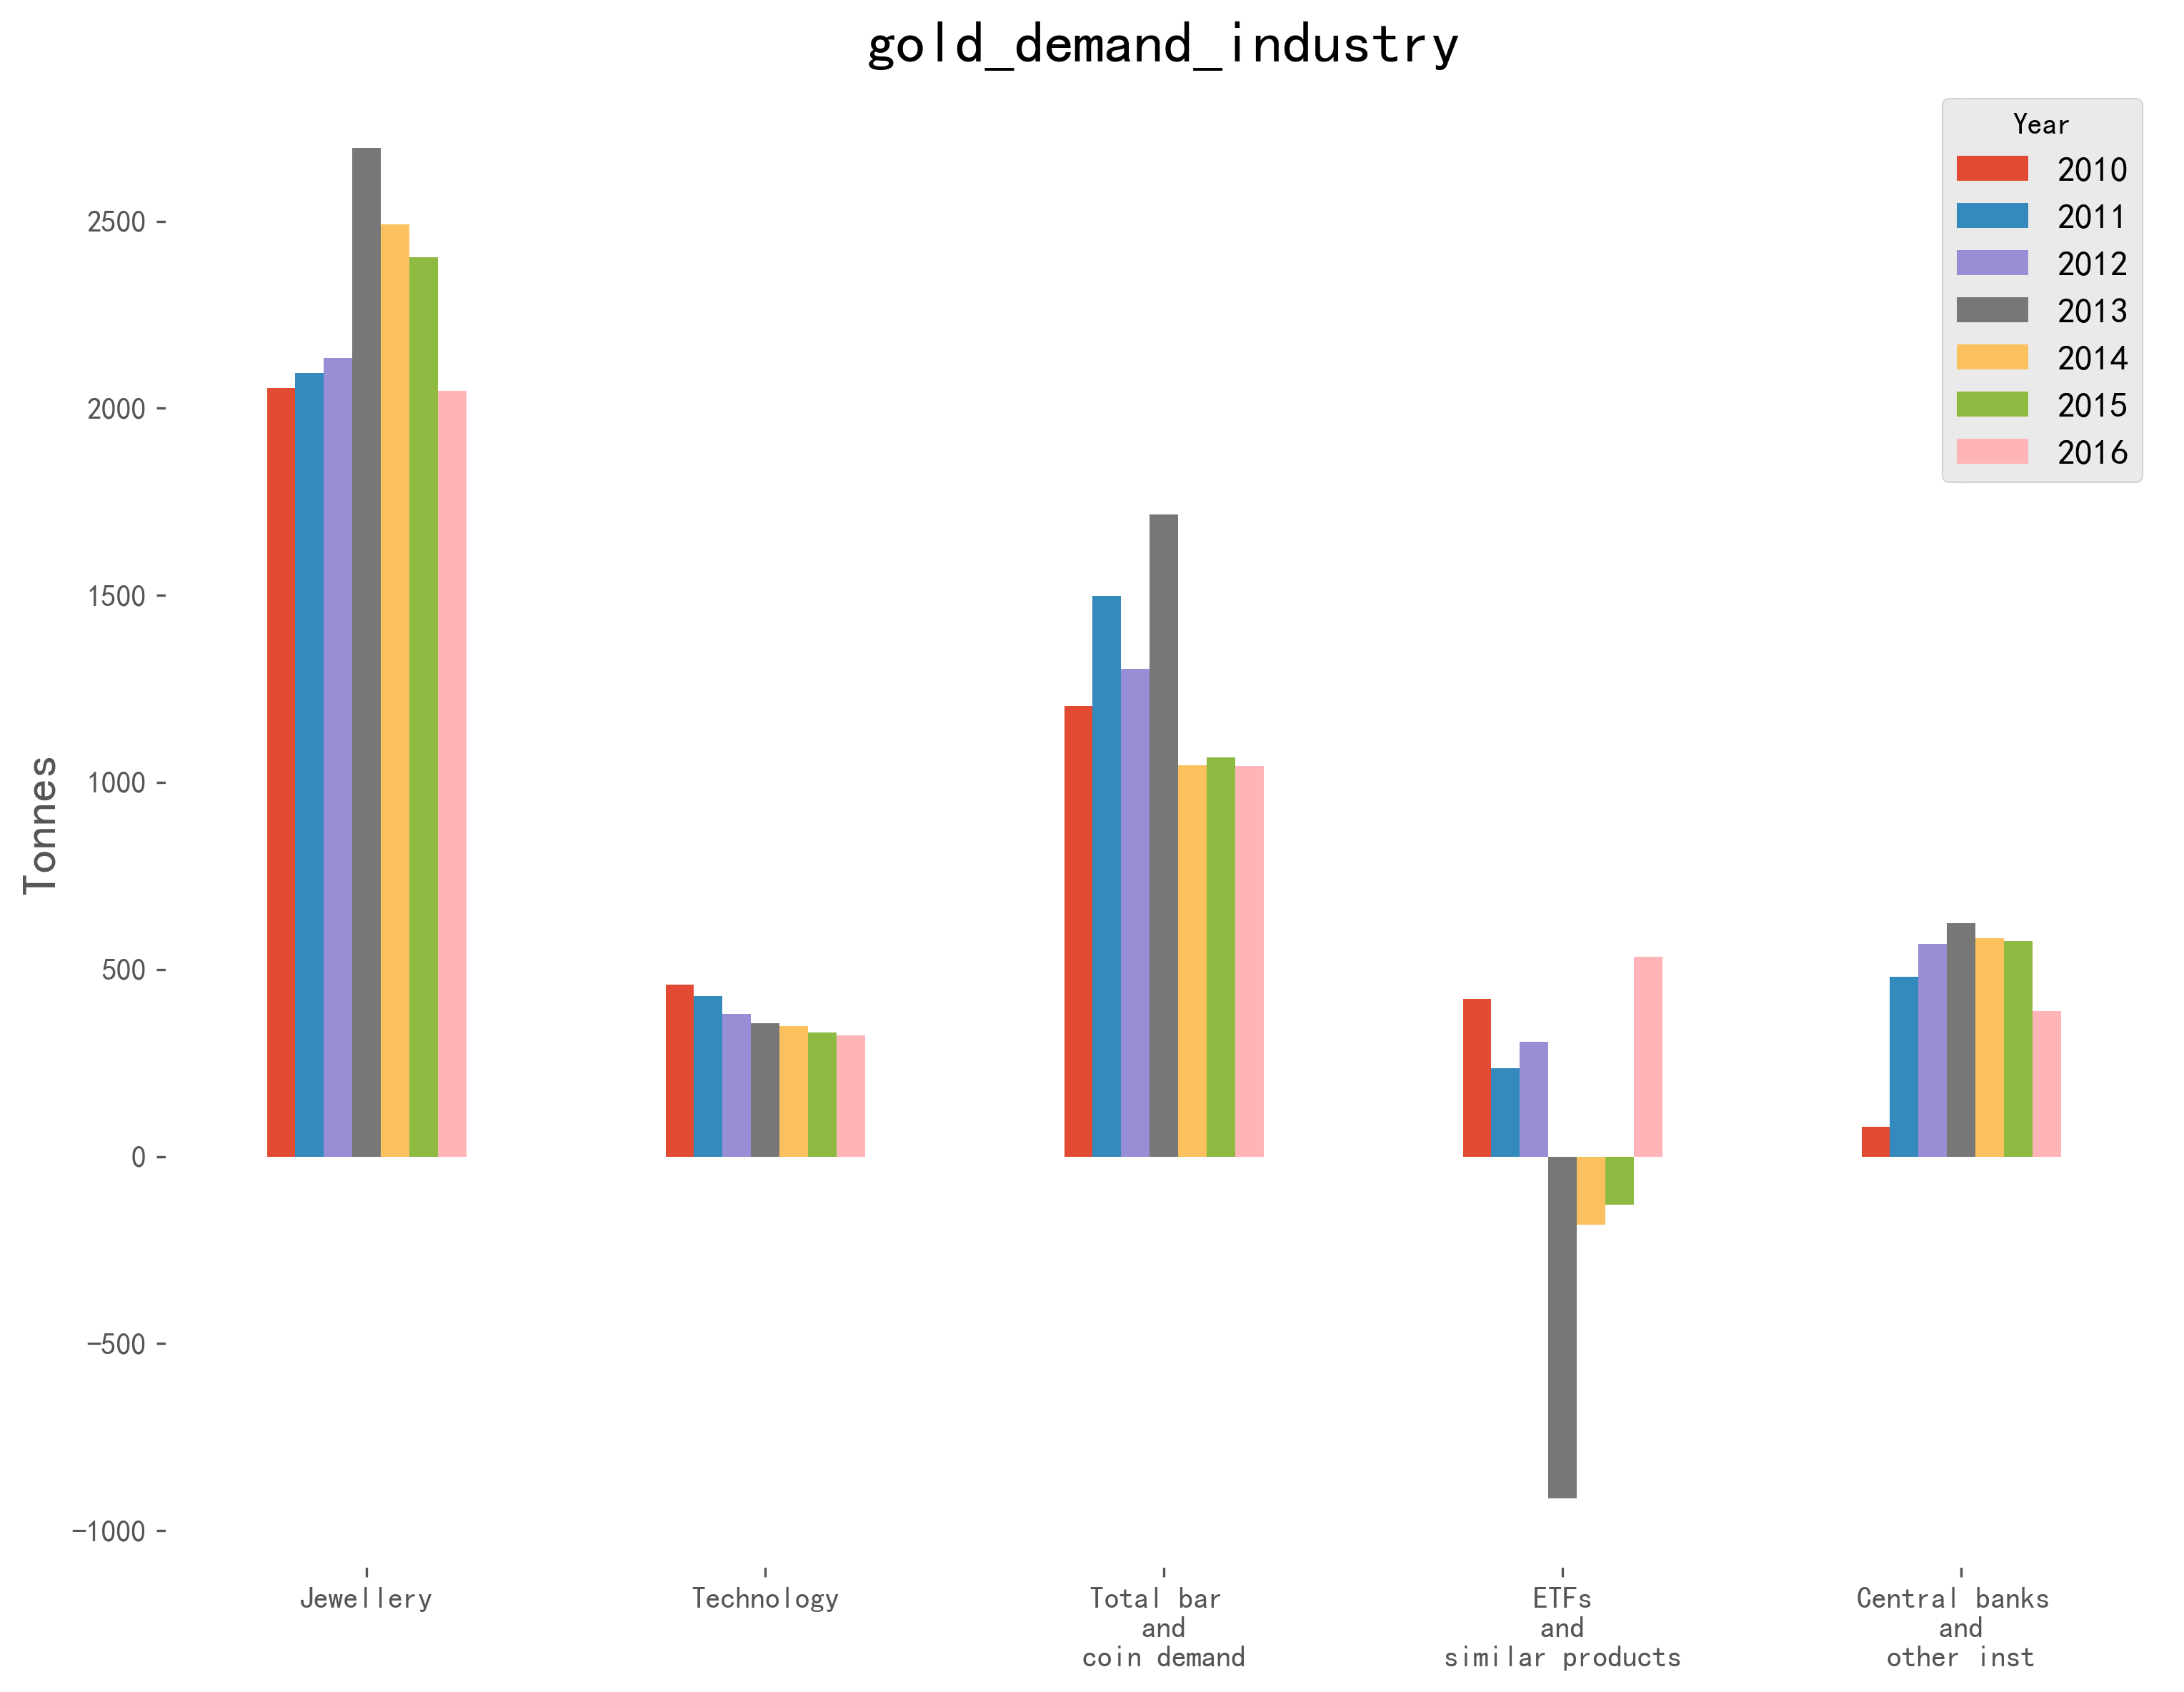 gold_demand_industry
Year
2010
2011
2012
2013
2014
2015
2016
Tonnes
2500
2000
1500
1000
500
0
−500
−1000
Jewellery
Technology
Total bar
and
coin demand
ETFs
and
similar products
Central banks
and
other inst